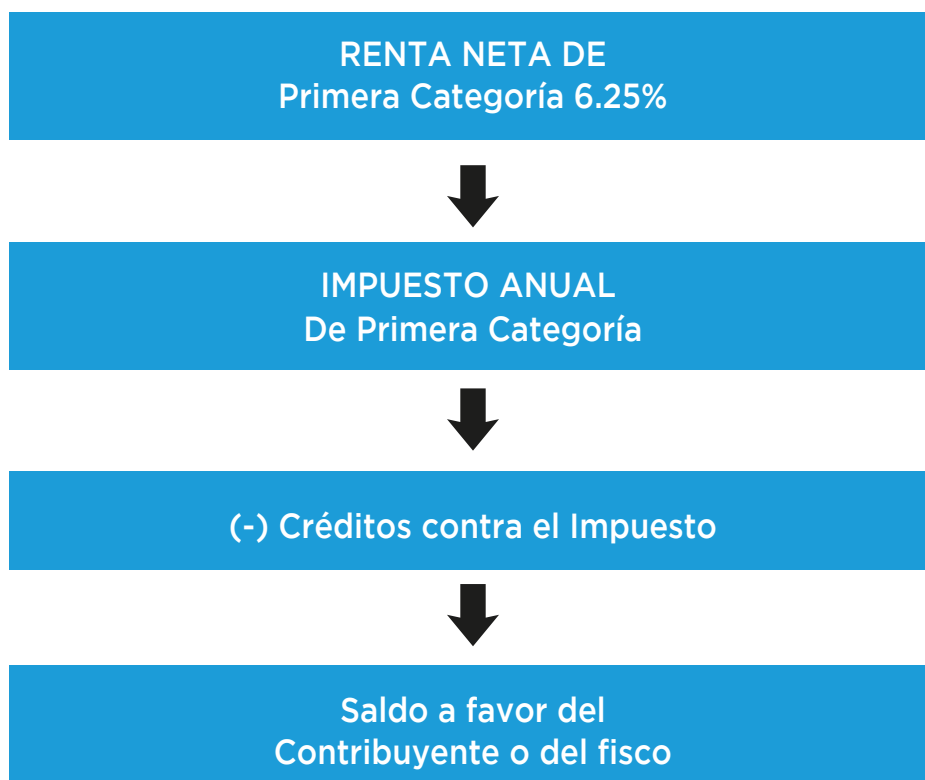 RENTA NETA DE
Primera Categoría 6.25%
IMPUESTO ANUAL
De Primera Categoría
(-) Créditos contra el Impuesto
Saldo a favor del
Contribuyente o del fisco